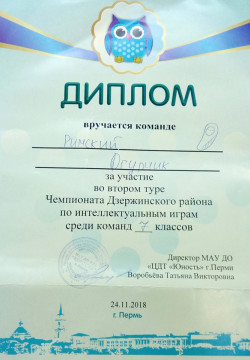 ДИПЛОМ
вручается команде
Римский
Огурчик
за участие
во втором туре
Чемпионата Дзержинского района
по интеллектуальным играм
среди команд 7 классов
Директор МАУ ДО
«ЦДТ «Юность» г.Перми
Воробьёва Татьяна Викторовна
24.11.2018
г. Пермь